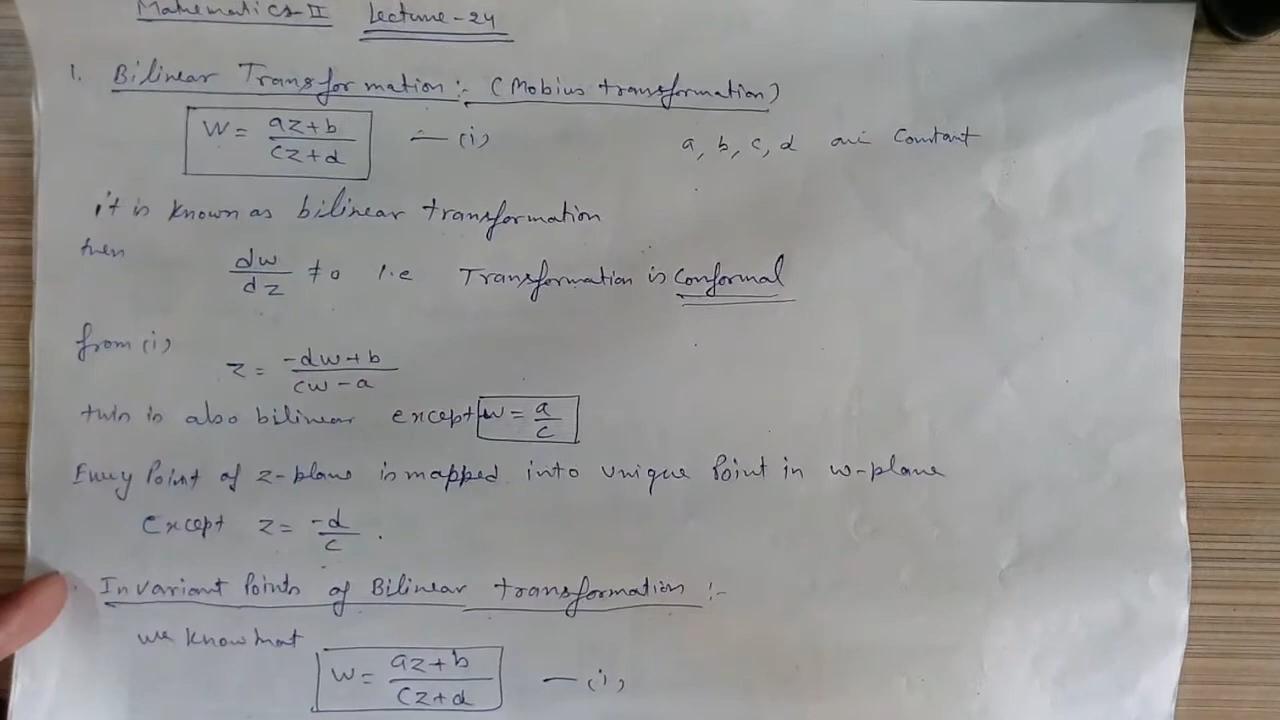 Mathematics-II Lecture-24
1. Bilinear Transformation:- (Mobius transformation)
W = az+b / cz+d —(i) a, b, c, d are Constant
it is known as bilinear transformation
then dw/dz ≠ 0 i.e Transformation is Conformal
from (i)
z = -dw+b / cw-a
this is also bilinear except w = a/c
Every Point of z-plane is mapped into unique Point in w-plane
Except z = -d/c .
Invariant Points of Bilinear transformation :-
we know that
W = az+b / cz+d —(i)